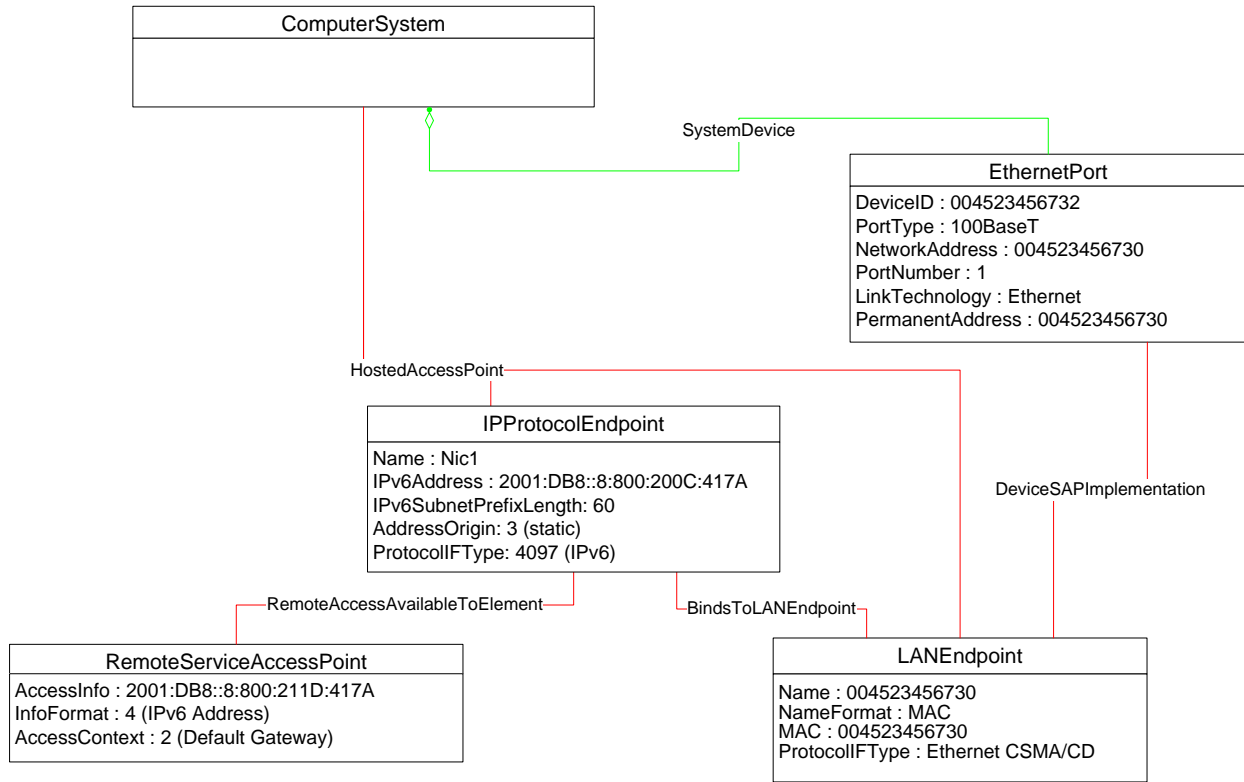 ComputerSystem
SystemDevice
EthernetPort
DeviceID : 004523456732
PortType : 100BaseT
NetworkAddress : 004523456730
PortNumber : 1
LinkTechnology : Ethernet
PermanentAddress : 004523456730
HostedAccessPoint
IPProtocolEndpoint
Name : Nic1
IPv6Address : 2001:DB8::8:800:200C:417A
IPv6SubnetPrefixLength: 60
AddressOrigin: 3 (static)
ProtocolIFType: 4097 (IPv6)
DeviceSAPImplementation
RemoteAccessAvailableToElement
BindsToLANEndpoint
RemoteServiceAccessPoint
AccessInfo : 2001:DB8::8:800:211D:417A
InfoFormat : 4 (IPv6 Address)
AccessContext : 2 (Default Gateway)
LANEndpoint
Name : 004523456730
NameFormat : MAC
MAC : 004523456730
ProtocolIFType : Ethernet CSMA/CD